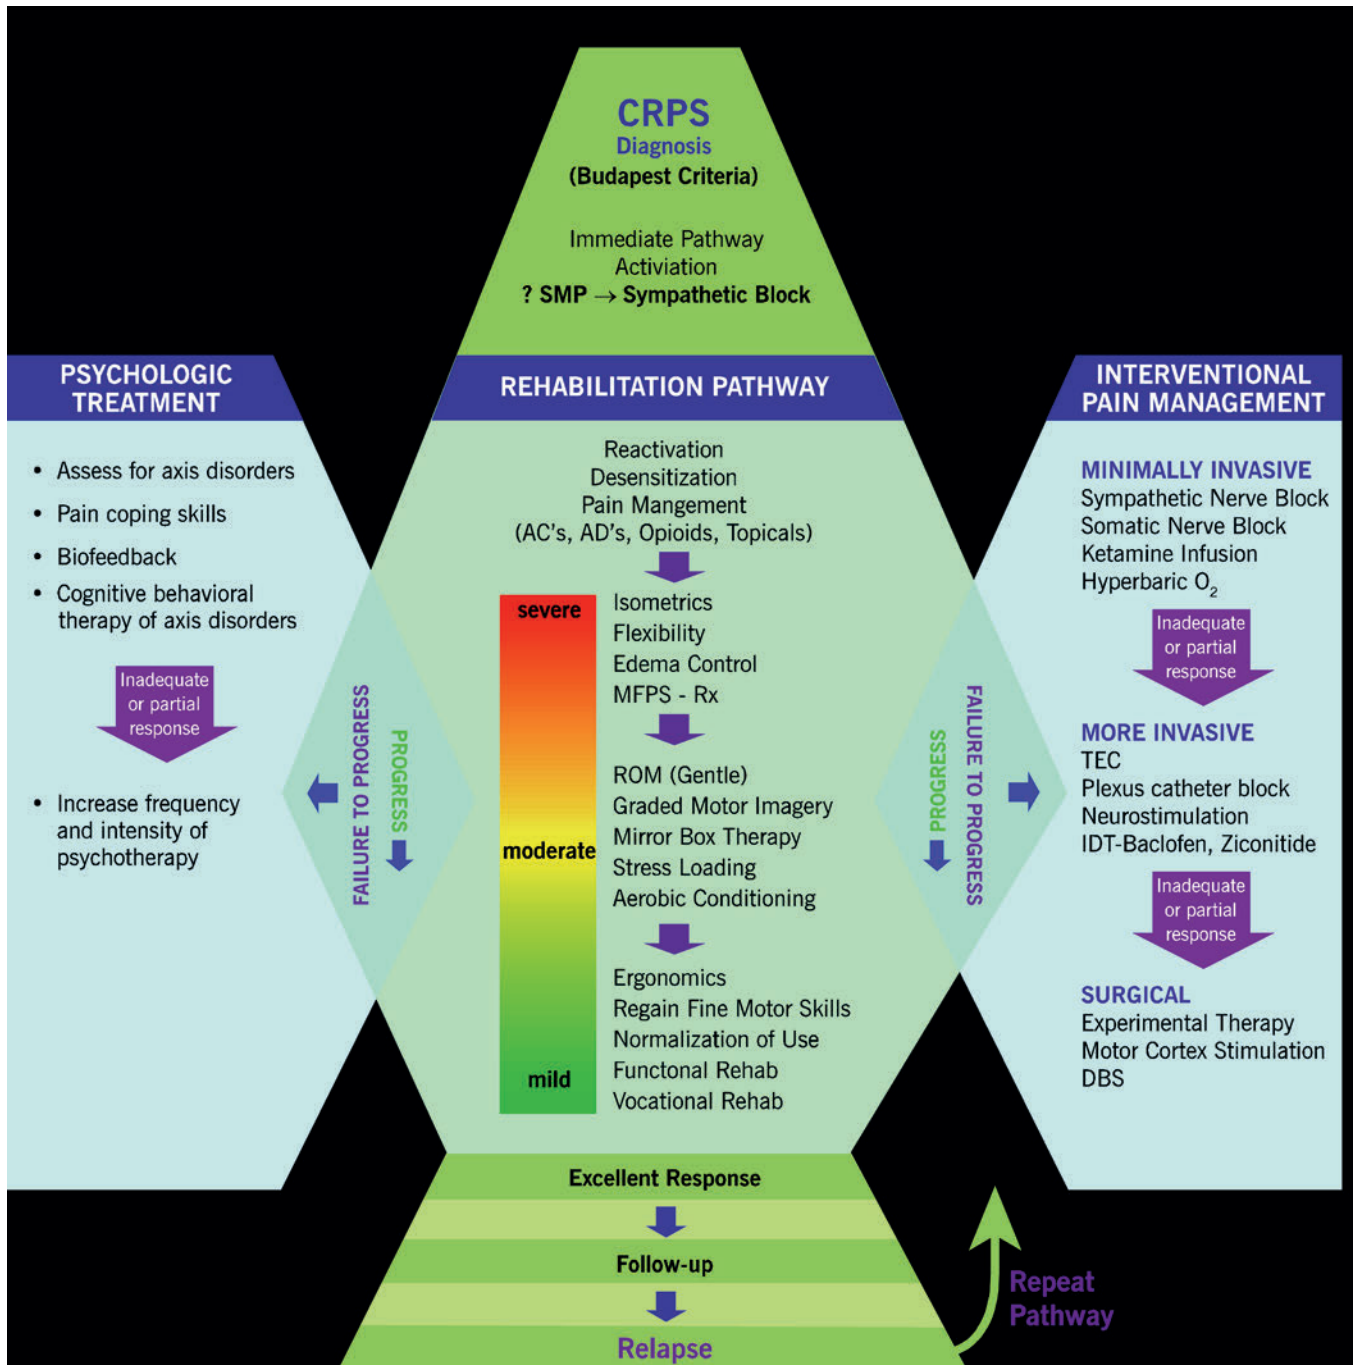 CRPS
Diagnosis
(Budapest Criteria)
Immediate Pathway
Activiation
? SMP → Sympathetic Block
PSYCHOLOGIC
TREATMENT
• Assess for axis disorders
• Pain coping skills
• Biofeedback
• Cognitive behavioral
therapy of axis disorders
Inadequate
or partial
response
• Increase frequency
and intensity of
psychotherapy
FAILURE TO PROGRESS
PROGRESS
REHABILITATION PATHWAY
Reactivation
Desensitization
Pain Mangement
(AC's, AD's, Opioids, Topicals)
severe
Isometrics
Flexibility
Edema Control
MFPS - Rx
moderate
ROM (Gentle)
Graded Motor Imagery
Mirror Box Therapy
Stress Loading
Aerobic Conditioning
mild
Ergonomics
Regain Fine Motor Skills
Normalization of Use
Functonal Rehab
Vocational Rehab
PROGRESS
FAILURE TO PROGRESS
INTERVENTIONAL
PAIN MANAGEMENT
MINIMALLY INVASIVE
Sympathetic Nerve Block
Somatic Nerve Block
Ketamine Infusion
Hyperbaric O₂
Inadequate
or partial
response
MORE INVASIVE
TEC
Plexus catheter block
Neurostimulation
IDT-Baclofen, Ziconitide
Inadequate
or partial
response
SURGICAL
Experimental Therapy
Motor Cortex Stimulation
DBS
Excellent Response
Follow-up
Relapse
Repeat
Pathway